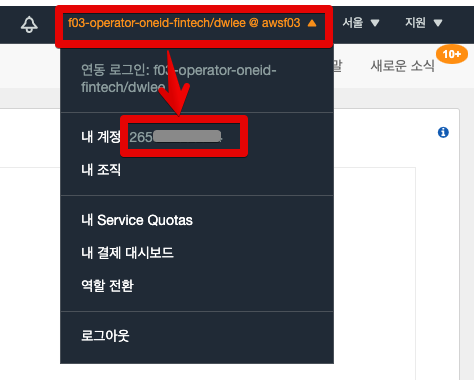 f03-operator-oneid-fintech/dwlee @ awsf03
서울
지원
10+
말
새로운 소식
연동 로그인: f03-operator-oneid-
fintech/dwlee
내 계정 265
내 조직
내 Service Quotas
내 결제 대시보드
역할 전환
로그아웃